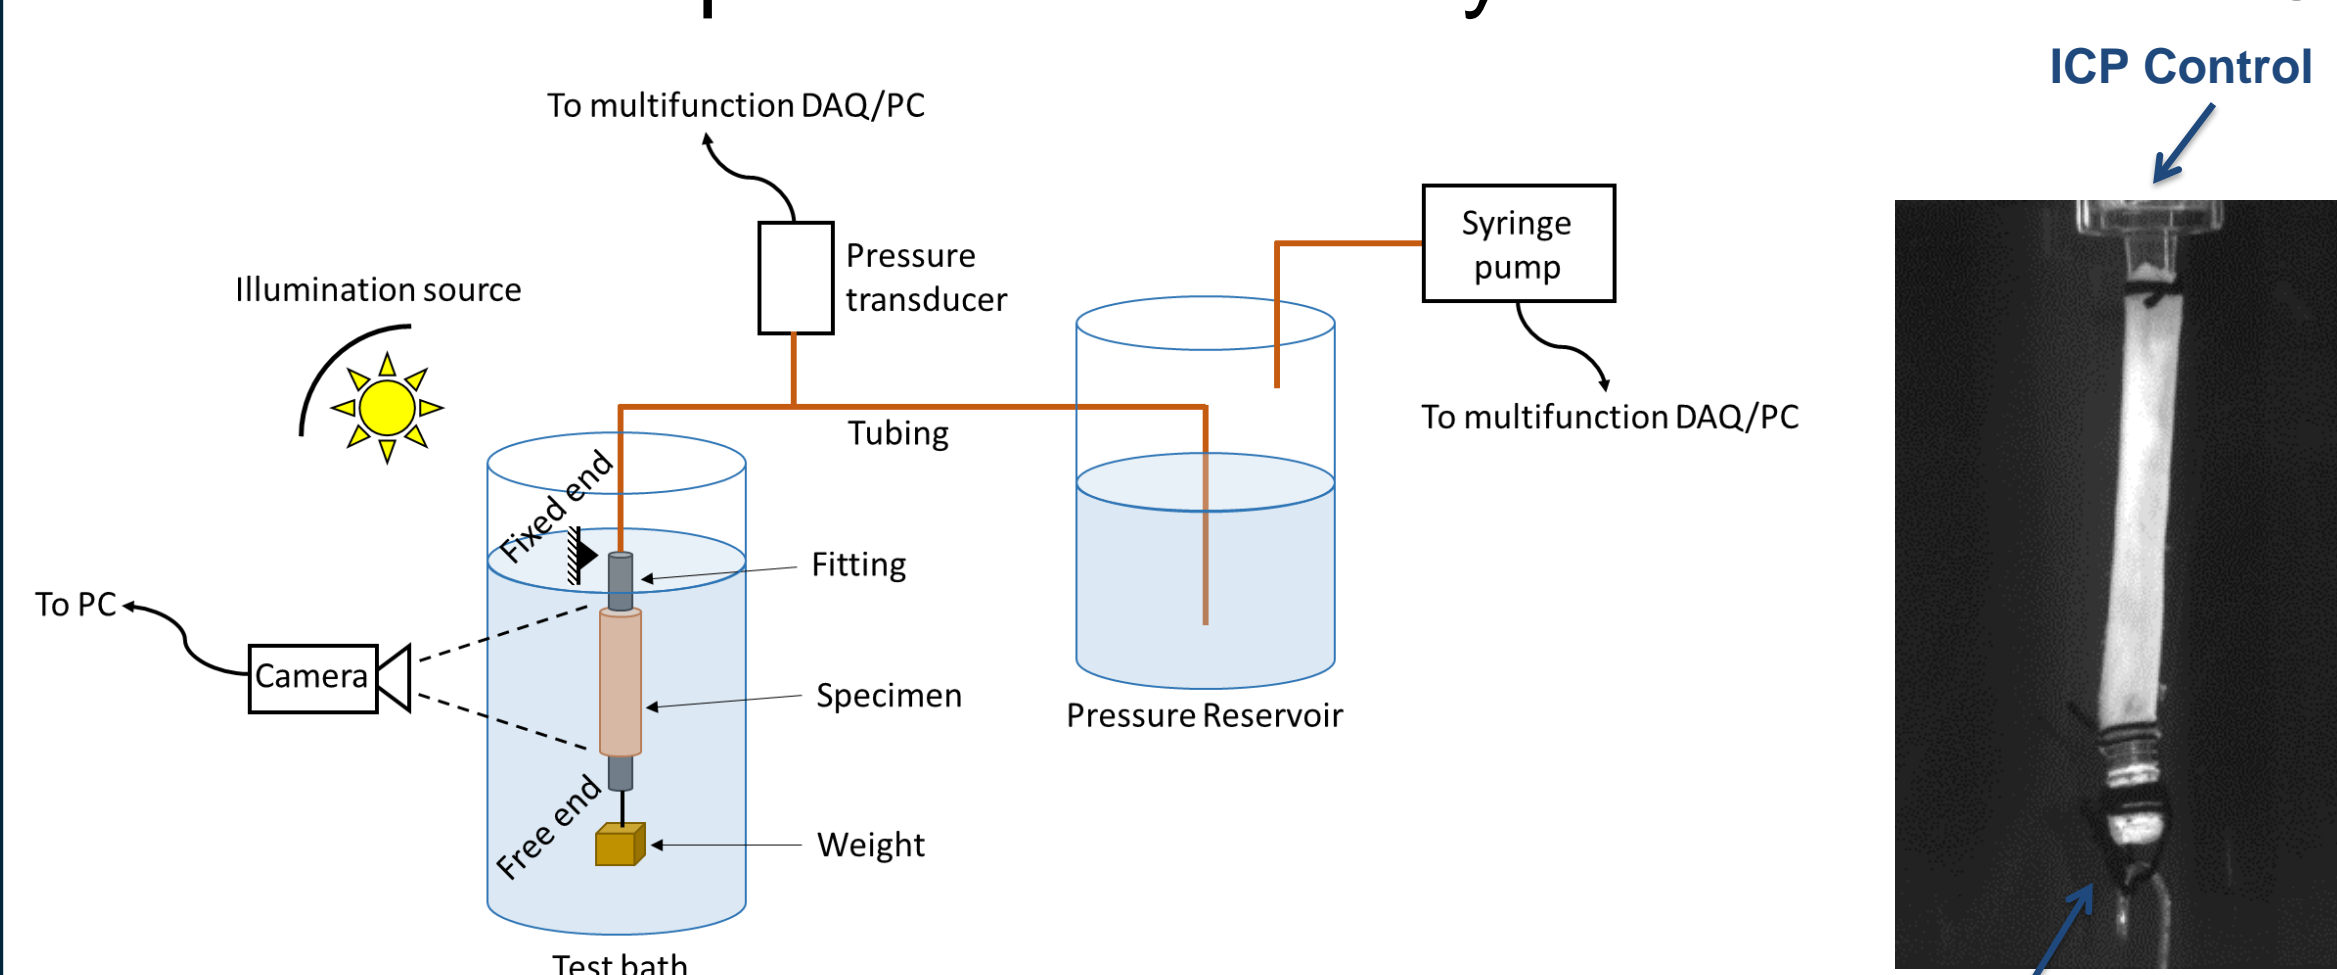 ICP Control
To multifunction DAQ/PC
Syringe
pump
Pressure
transducer
Illumination source
To multifunction DAQ/PC
Tubing
Fixed end
Fitting
To PC
Camera
Specimen
Pressure Reservoir
Free end
Weight
Test bath